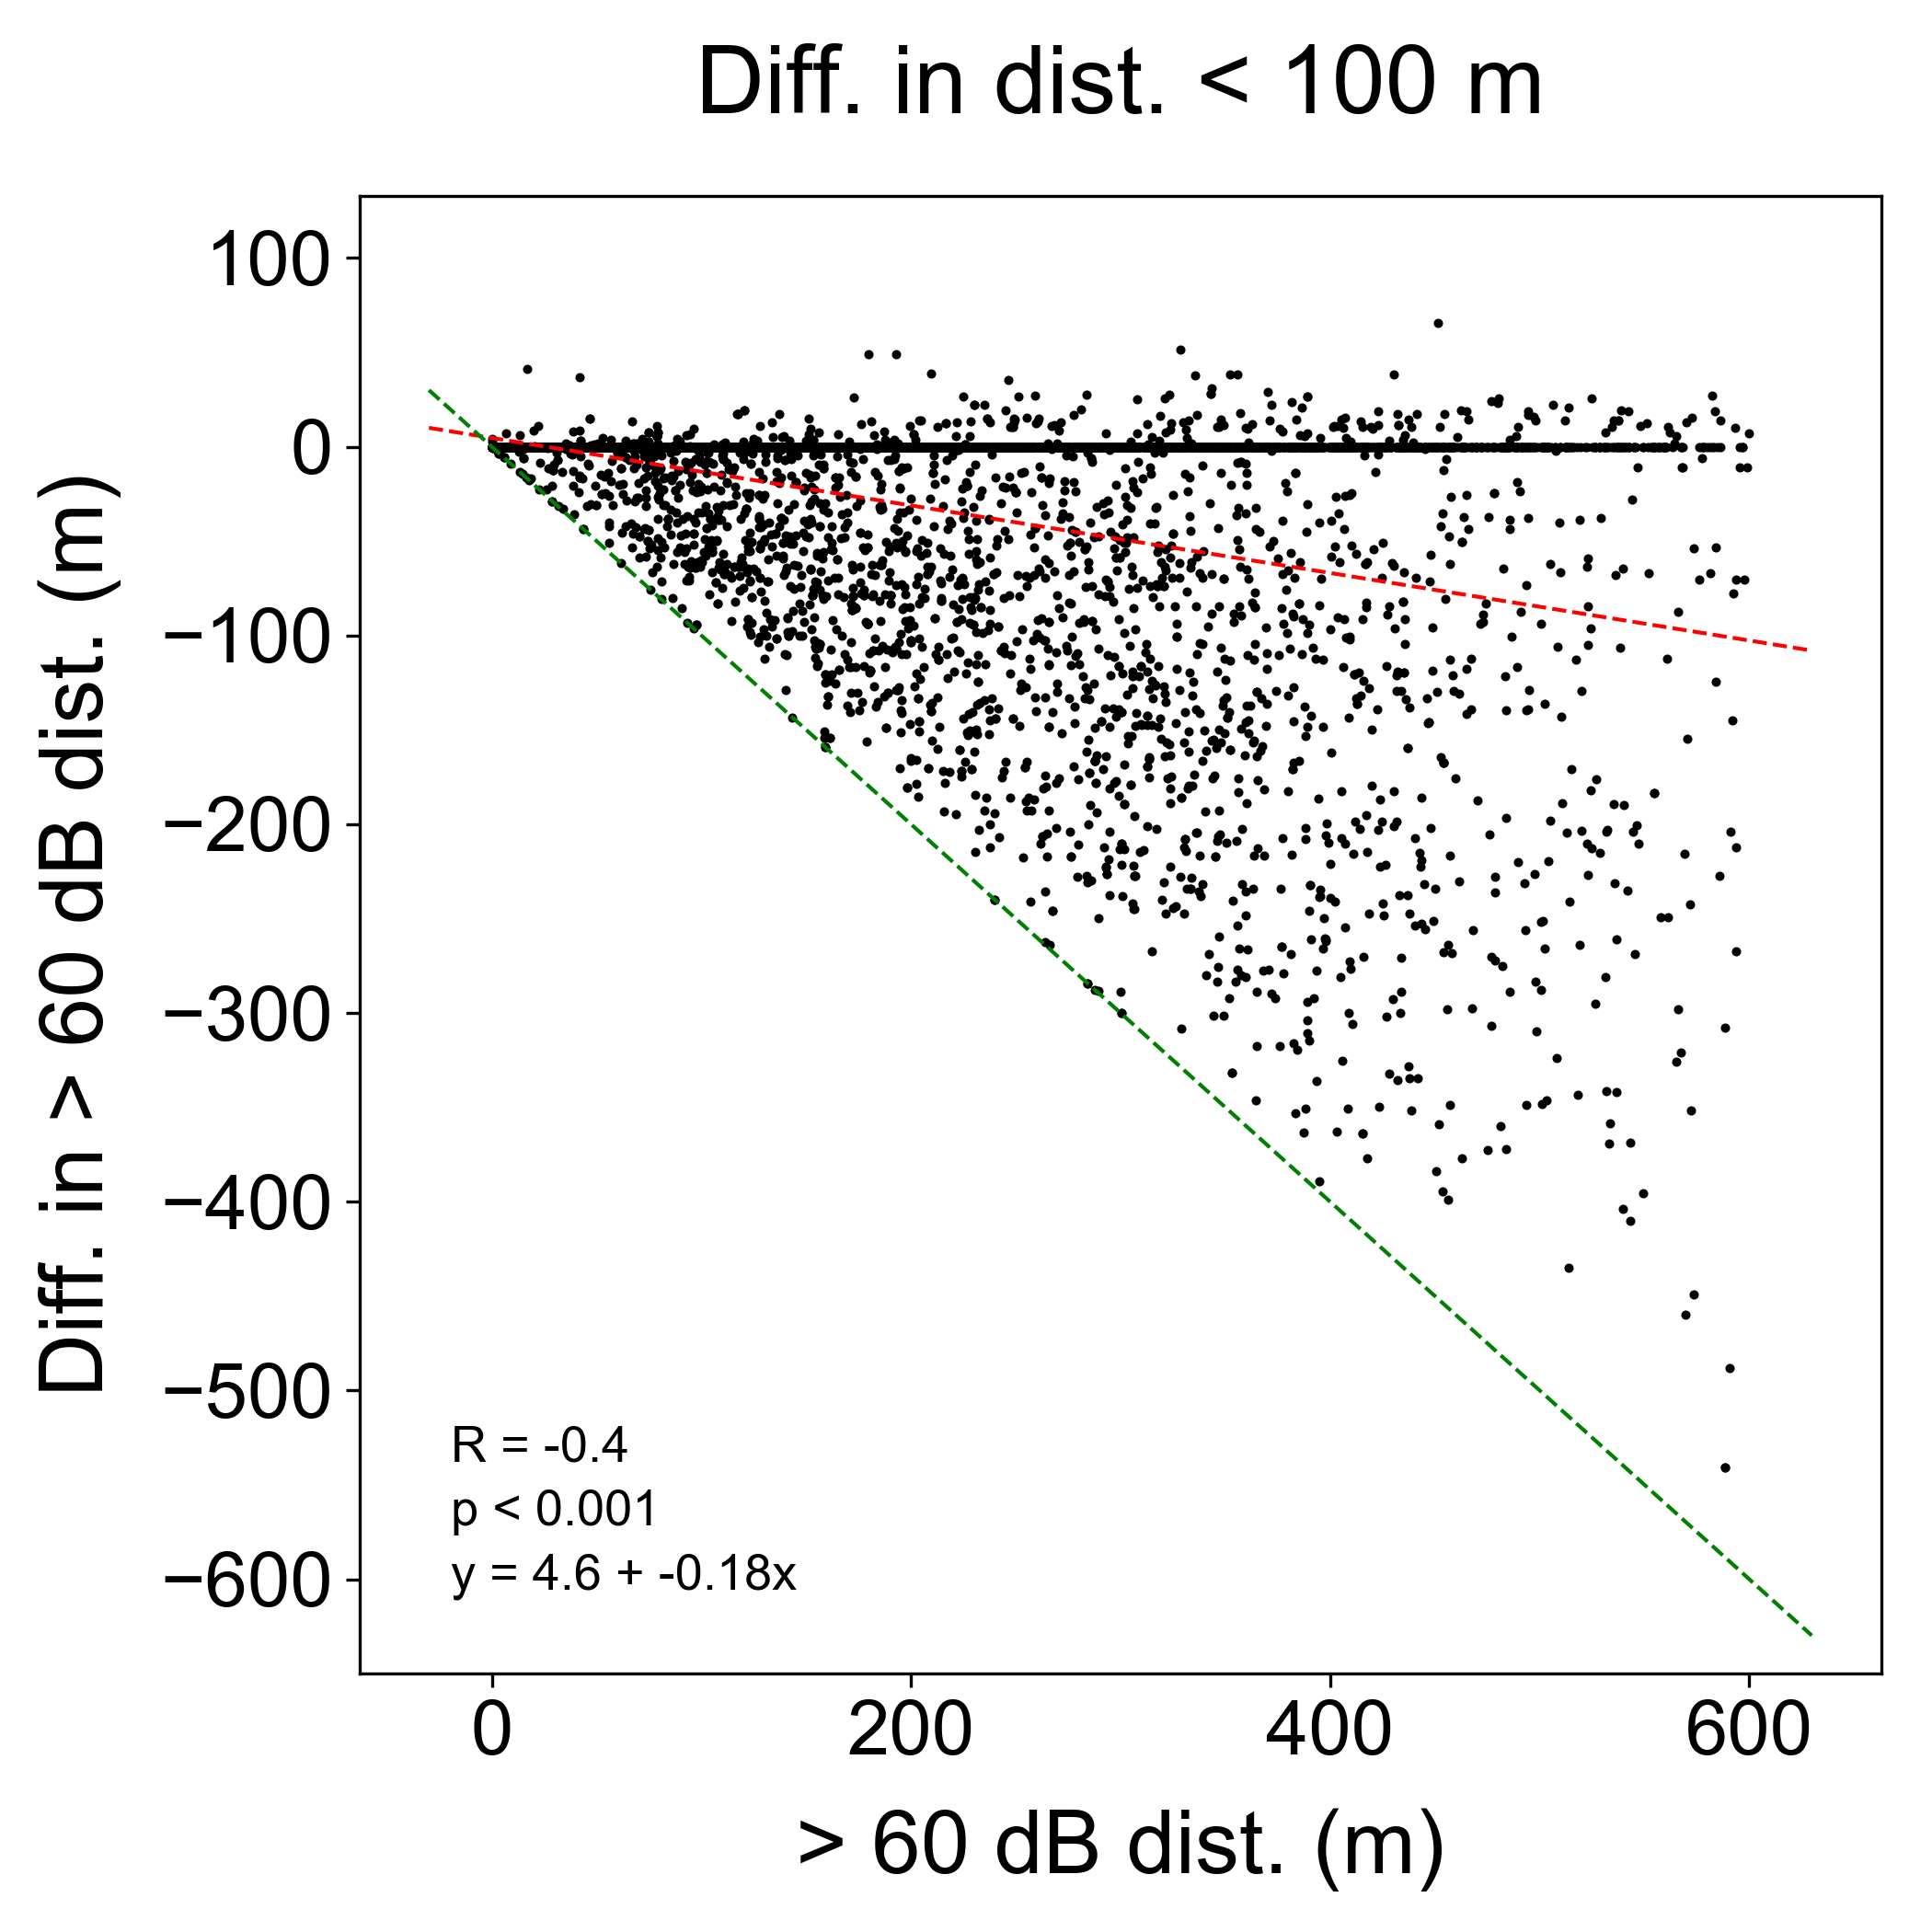 Diff. in dist. < 100 m
Diff. in > 60 dB dist. (m)
100
0
−100
−200
−300
−400
−500
−600
R = -0.4
p < 0.001
y = 4.6 + -0.18x
0 200 400 600
> 60 dB dist. (m)